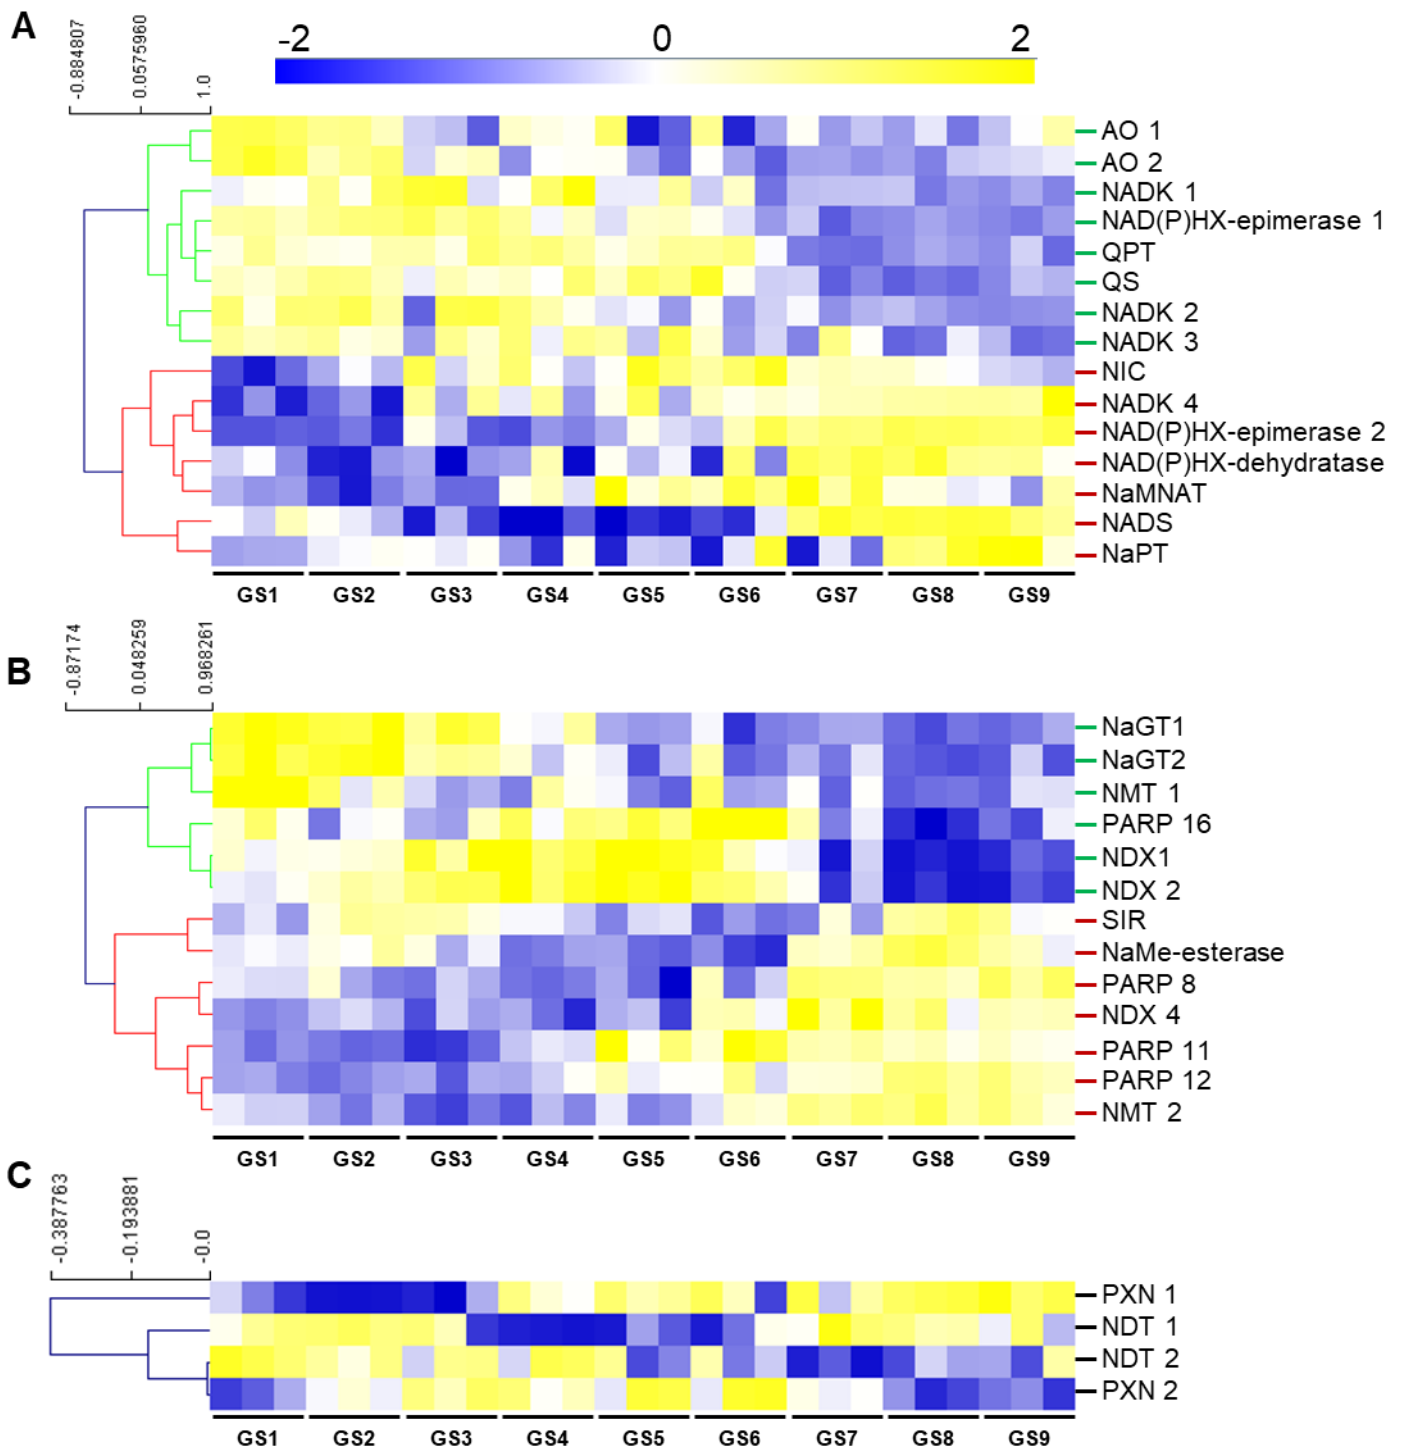 A
-0.884807
0.0575960
1.0
-2 0 2
AO 1
AO 2
NADK 1
NAD(P)HX-epimerase 1
QPT
QS
NADK 2
NADK 3
NIC
NADK 4
NAD(P)HX-epimerase 2
NAD(P)HX-dehydratase
NaMNAT
NADS
NaPT
GS1 GS2 GS3 GS4 GS5 GS6 GS7 GS8 GS9
B
-0.87174
0.048259
0.968261
NaGT1
NaGT2
NMT 1
PARP 16
NDX1
NDX 2
SIR
NaMe-esterase
PARP 8
NDX 4
PARP 11
PARP 12
NMT 2
GS1 GS2 GS3 GS4 GS5 GS6 GS7 GS8 GS9
C
-0.387763
-0.193881
-0.0
PXN 1
NDT 1
NDT 2
PXN 2
GS1 GS2 GS3 GS4 GS5 GS6 GS7 GS8 GS9